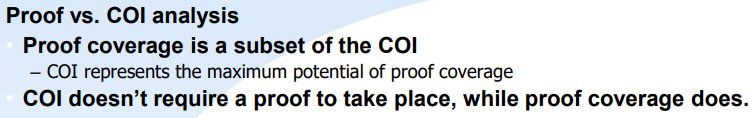 Proof vs. COI analysis
• Proof coverage is a subset of the COI
– COI represents the maximum potential of proof coverage
• COI doesn’t require a proof to take place, while proof coverage does.